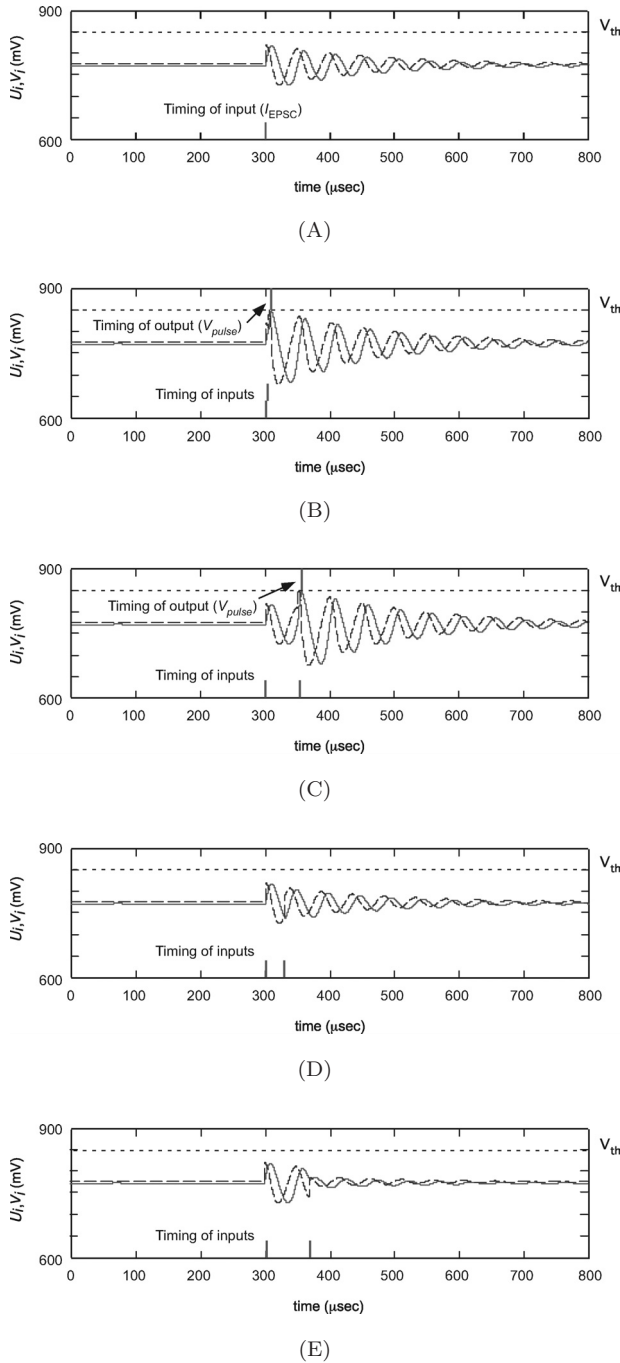 900
V_th
U_i,V_i (mV)
Timing of input (I_EPSC)
600
0 100 200 300 400 500 600 700 800
time (μsec)
(A)
900
V_th
Timing of output (V_pulse)
U_i,V_i (mV)
Timing of inputs
600
0 100 200 300 400 500 600 700 800
time (μsec)
(B)
900
V_th
Timing of output (V_pulse)
U_i,V_i (mV)
Timing of inputs
600
0 100 200 300 400 500 600 700 800
time (μsec)
(C)
900
V_th
U_i,V_i (mV)
Timing of inputs
600
0 100 200 300 400 500 600 700 800
time (μsec)
(D)
900
V_th
U_i,V_i (mV)
Timing of inputs
600
0 100 200 300 400 500 600 700 800
time (μsec)
(E)